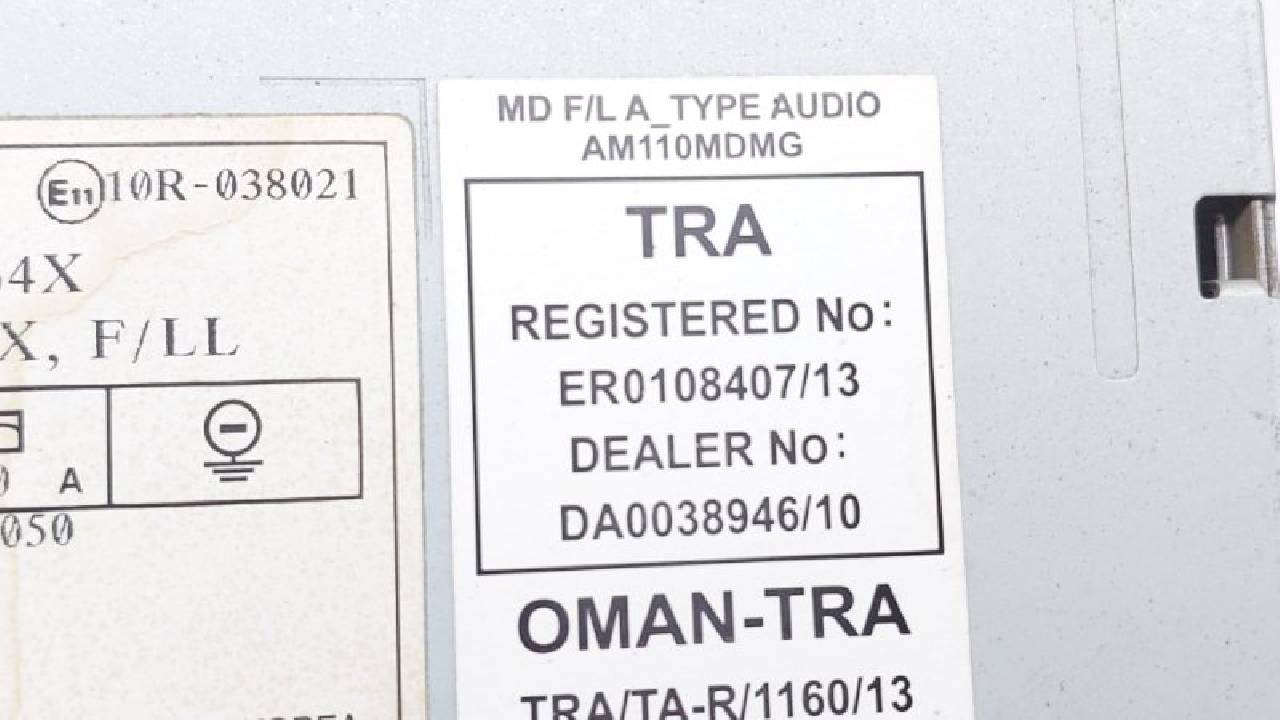 E11 10R-038021
4X
X, F/LL
A
050
MD F/L A_TYPE AUDIO
AM110MDMG
TRA
REGISTERED No:
ER0108407/13
DEALER No:
DA0038946/10
OMAN-TRA
TRA/TA-R/1160/13